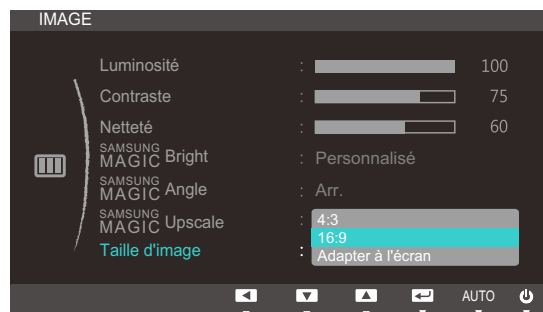 IMAGE
Luminosité : 100
Contraste : 75
Netteté : 60
SAMSUNG MAGIC Bright : Personnalisé
SAMSUNG MAGIC Angle : Arr.
SAMSUNG MAGIC Upscale : 4:3
16:9
Taille d'image : Adapter à l'écran
AUTO